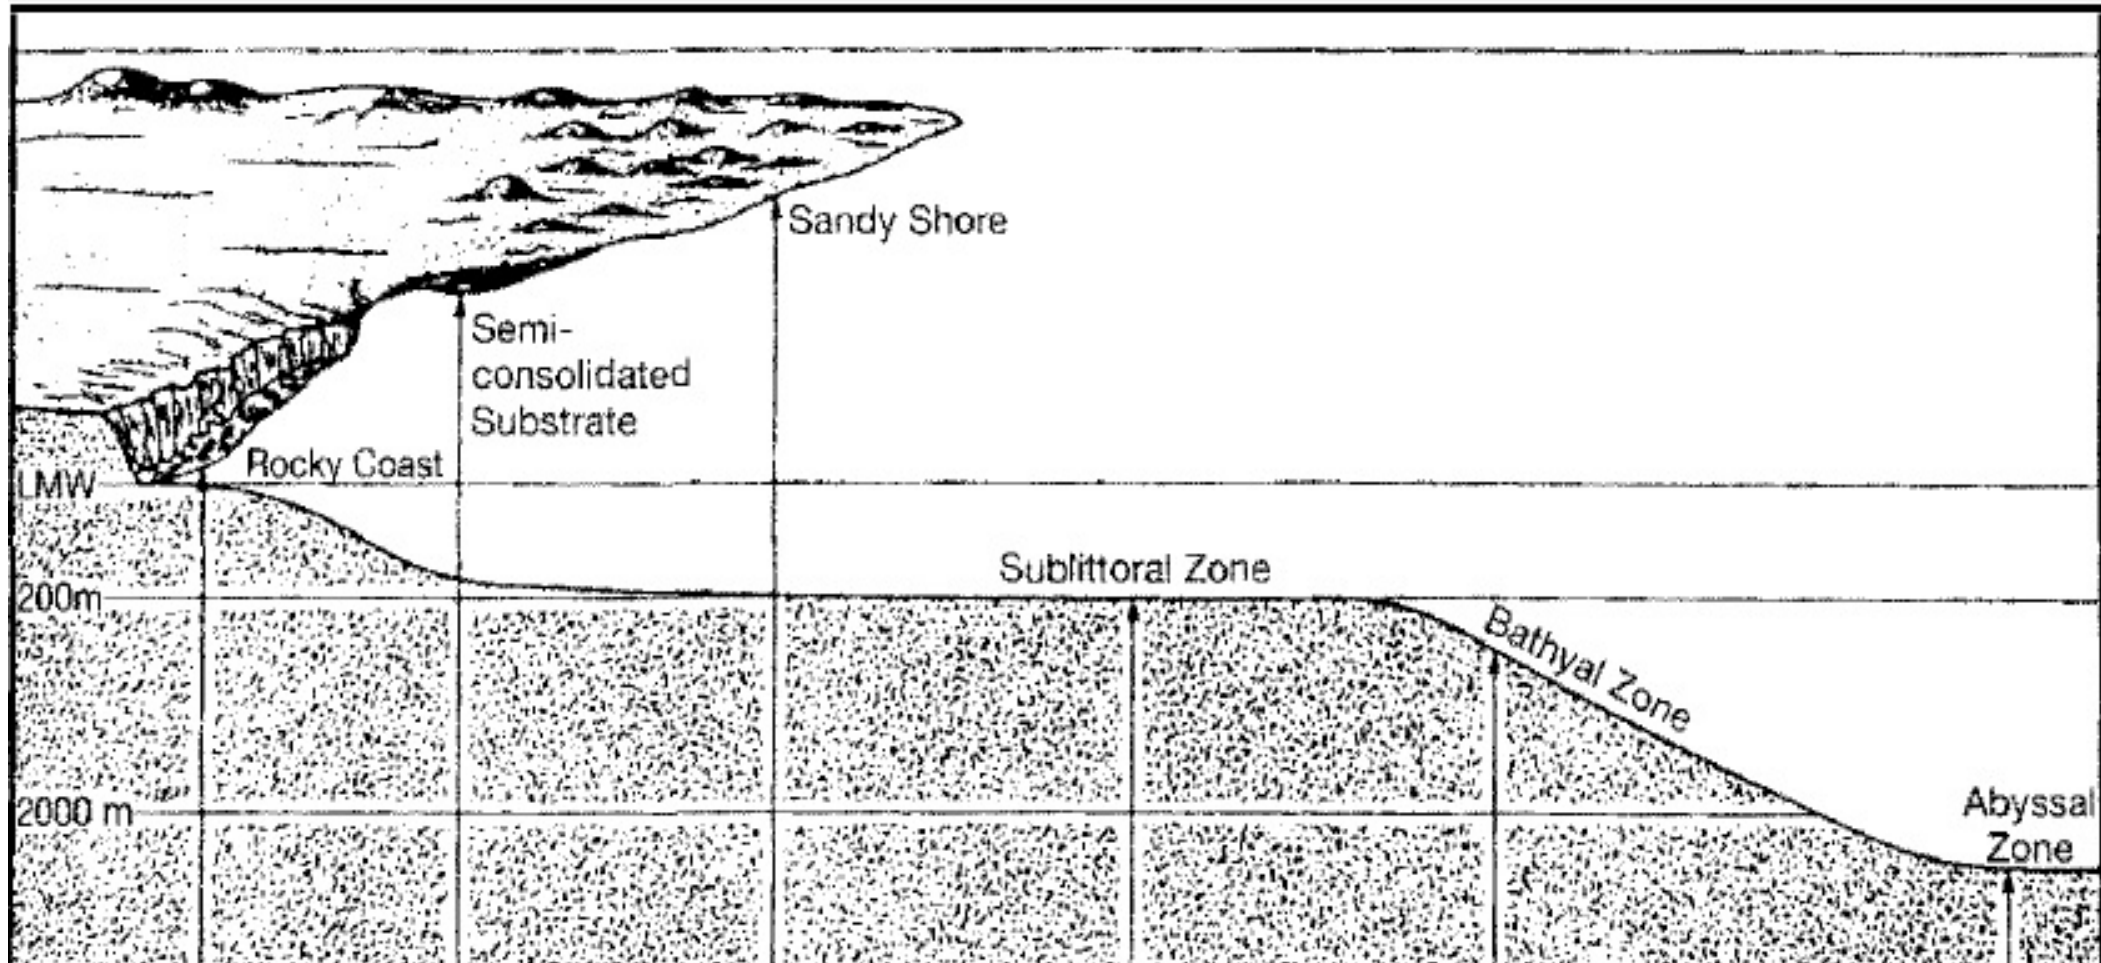 Sandy Shore
Semi-
consolidated
Substrate
Rocky Coast
LMW
Sublittoral Zone
200m
Bathyal Zone
2000 m
Abyssal
Zone